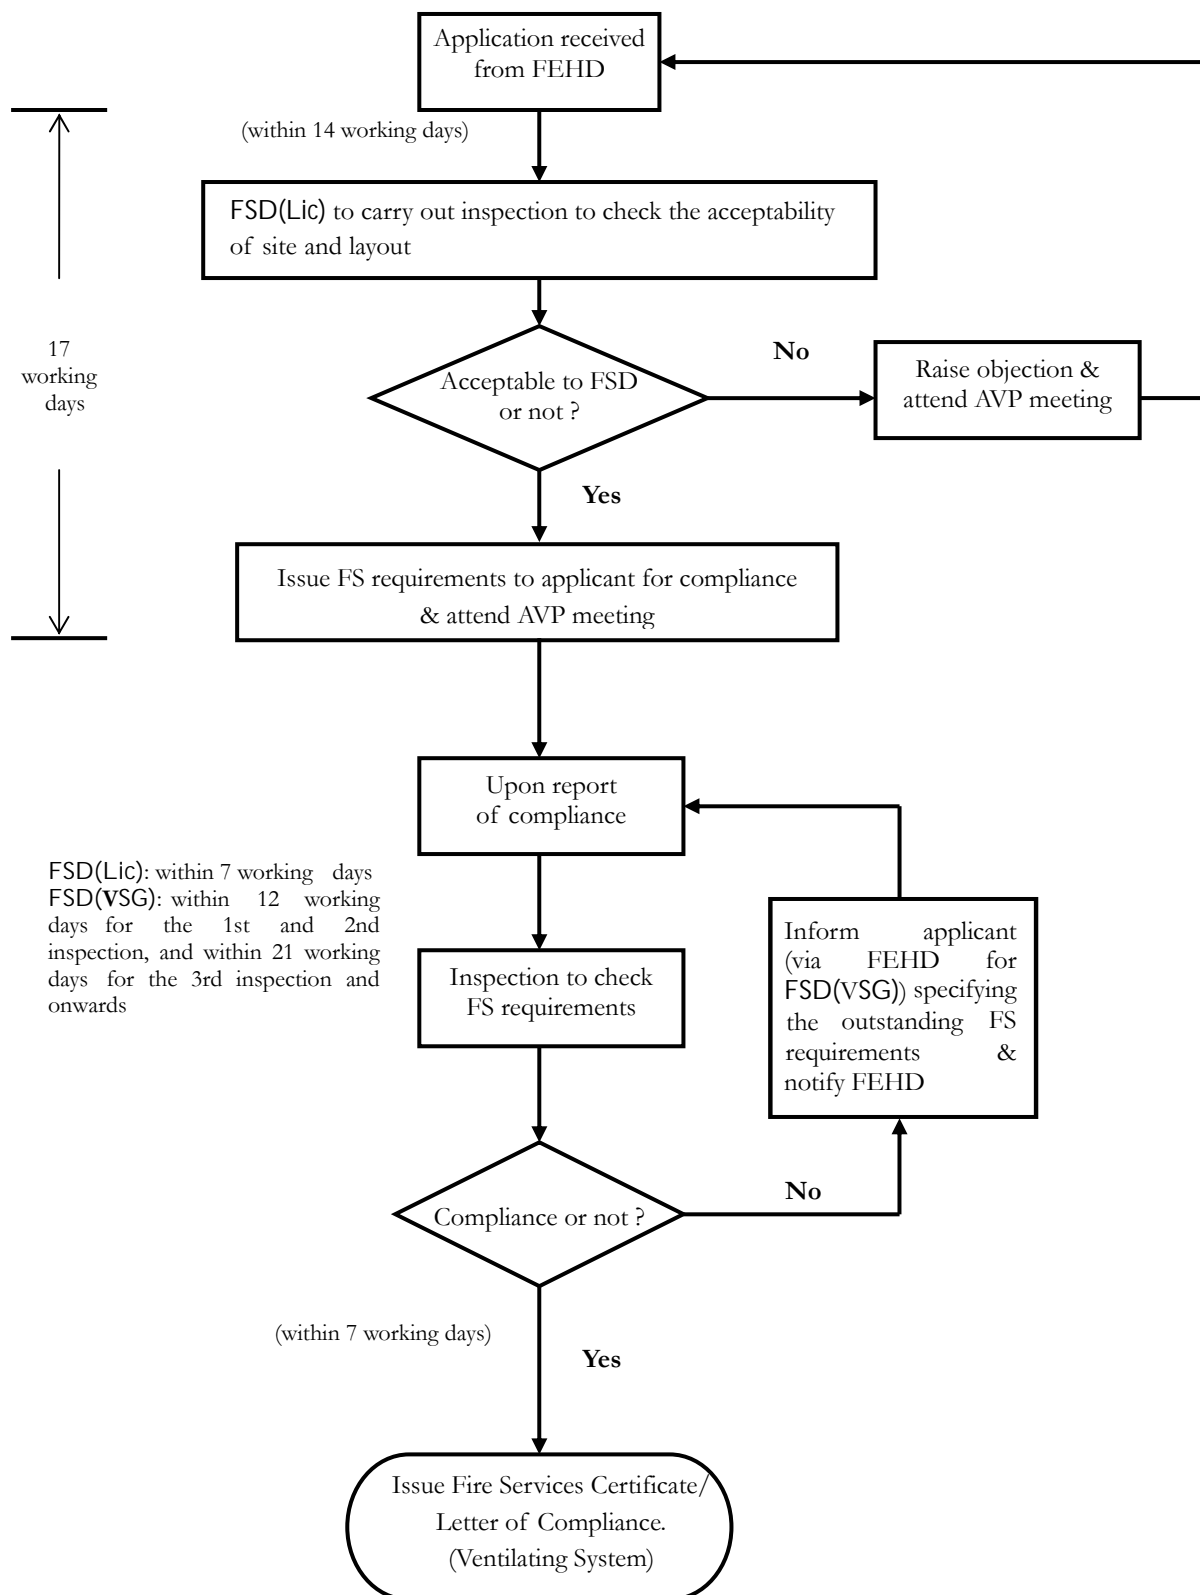 Application received
from FEHD
(within 14 working days)
FSD(Lic) to carry out inspection to check the acceptability
of site and layout
17
working
days
Acceptable to FSD
or not ?
No
Raise objection &
attend AVP meeting
Yes
Issue FS requirements to applicant for compliance
& attend AVP meeting
Upon report
of compliance
FSD(Lic): within 7 working days
FSD(VSG): within 12 working
days for the 1st and 2nd
inspection, and within 21 working
days for the 3rd inspection and
onwards
Inspection to check
FS requirements
Inform applicant
(via FEHD for
FSD(VSG)) specifying
the outstanding FS
requirements &
notify FEHD
Compliance or not ?
No
(within 7 working days)
Yes
Issue Fire Services Certificate/
Letter of Compliance.
(Ventilating System)